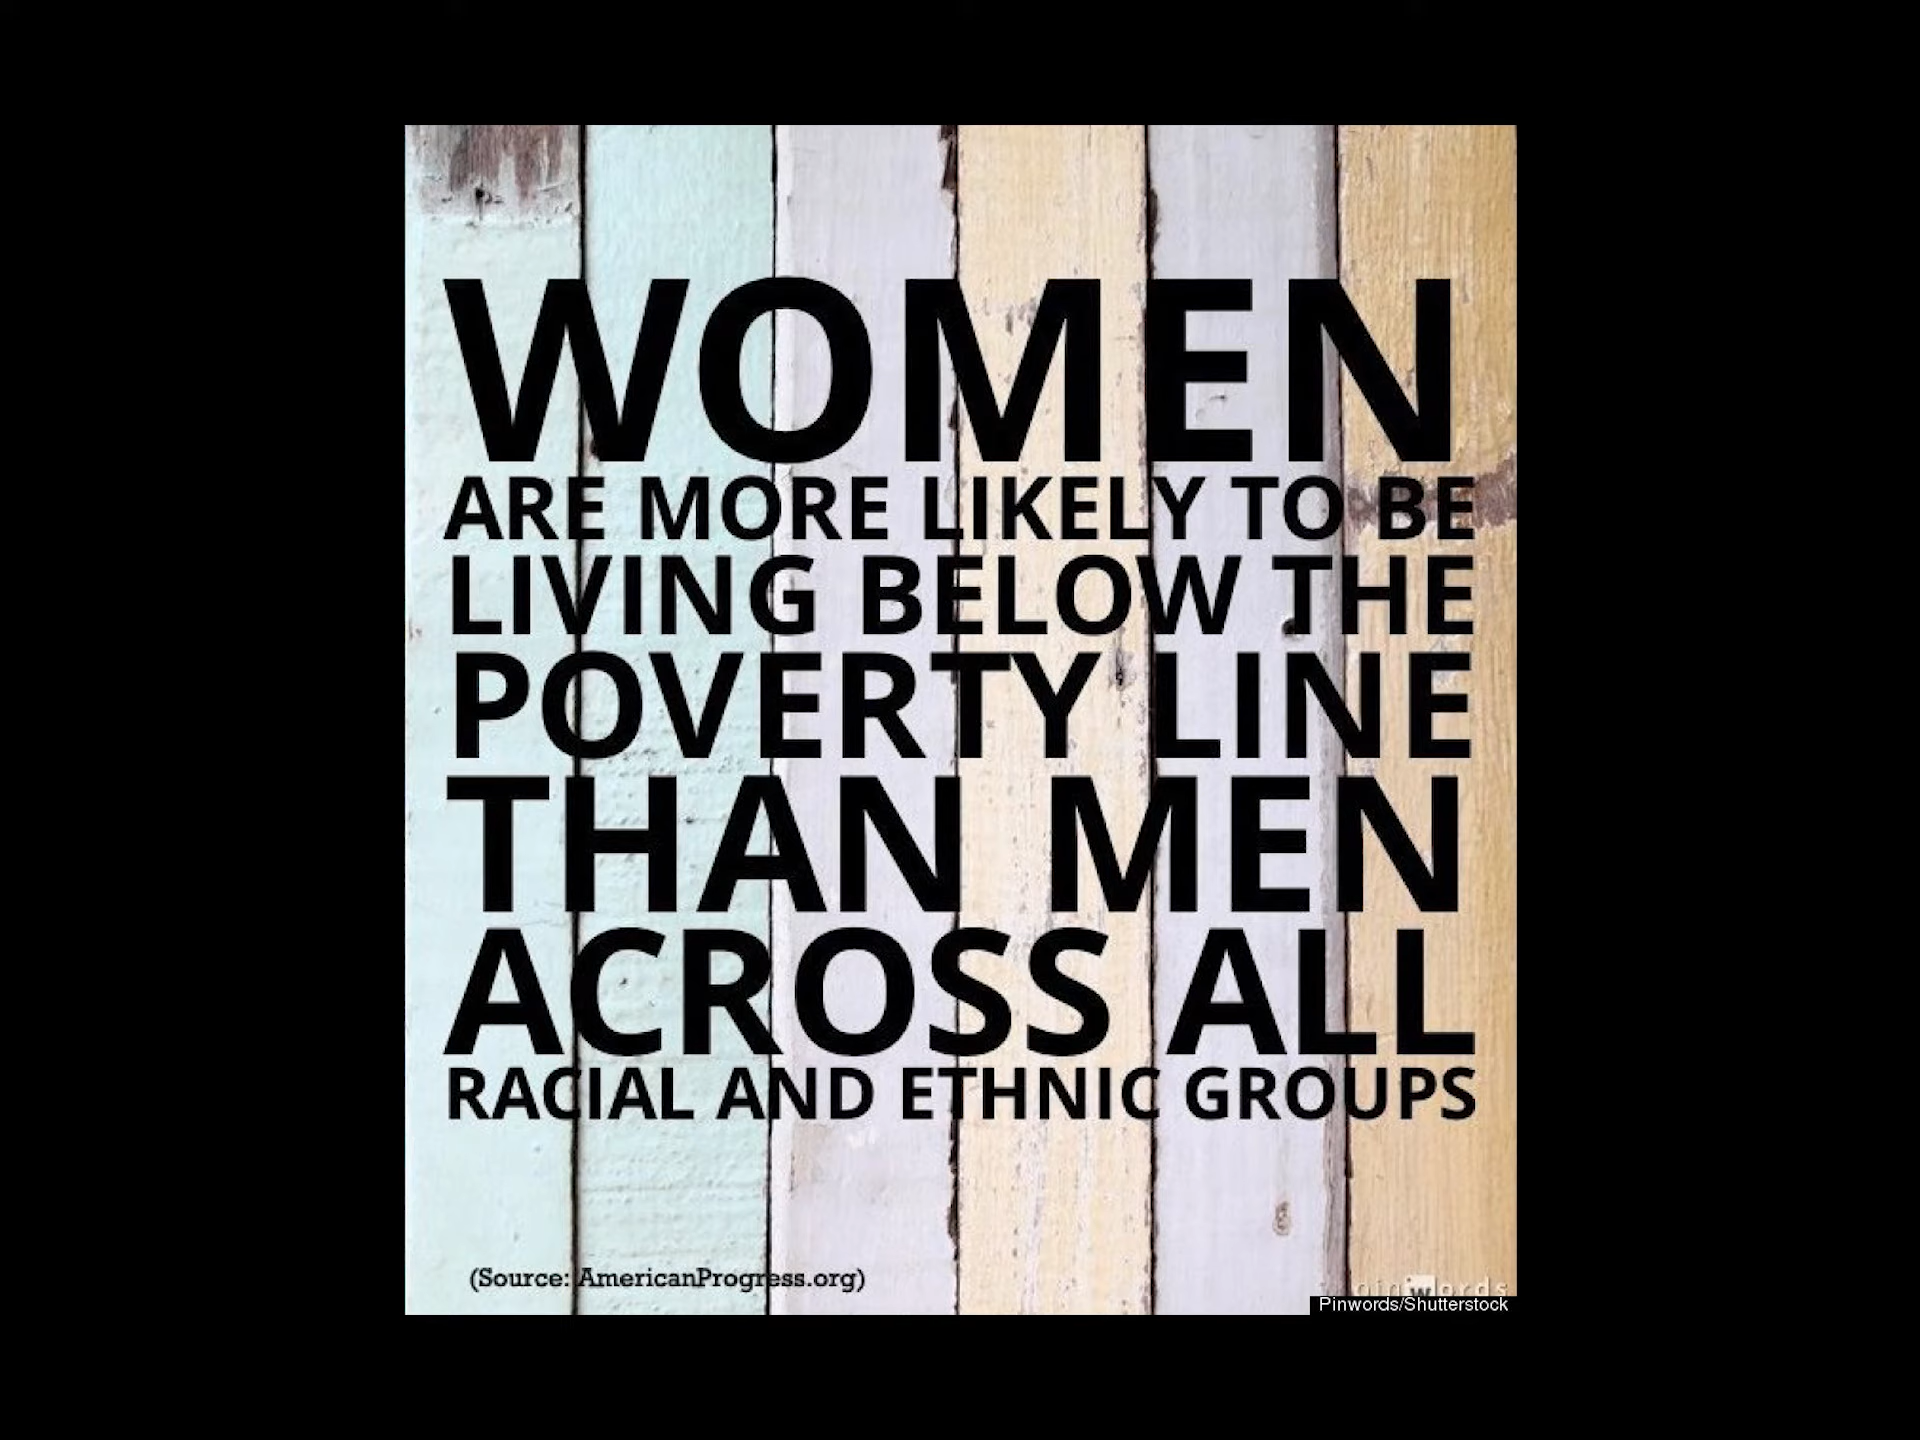 WOMEN
ARE MORE LIKELY TO BE
LIVING BELOW THE
POVERTY LINE
THAN MEN
ACROSS ALL
RACIAL AND ETHNIC GROUPS
(Source: AmericanProgress.org)
pinwords
Pinwords/Shutterstock